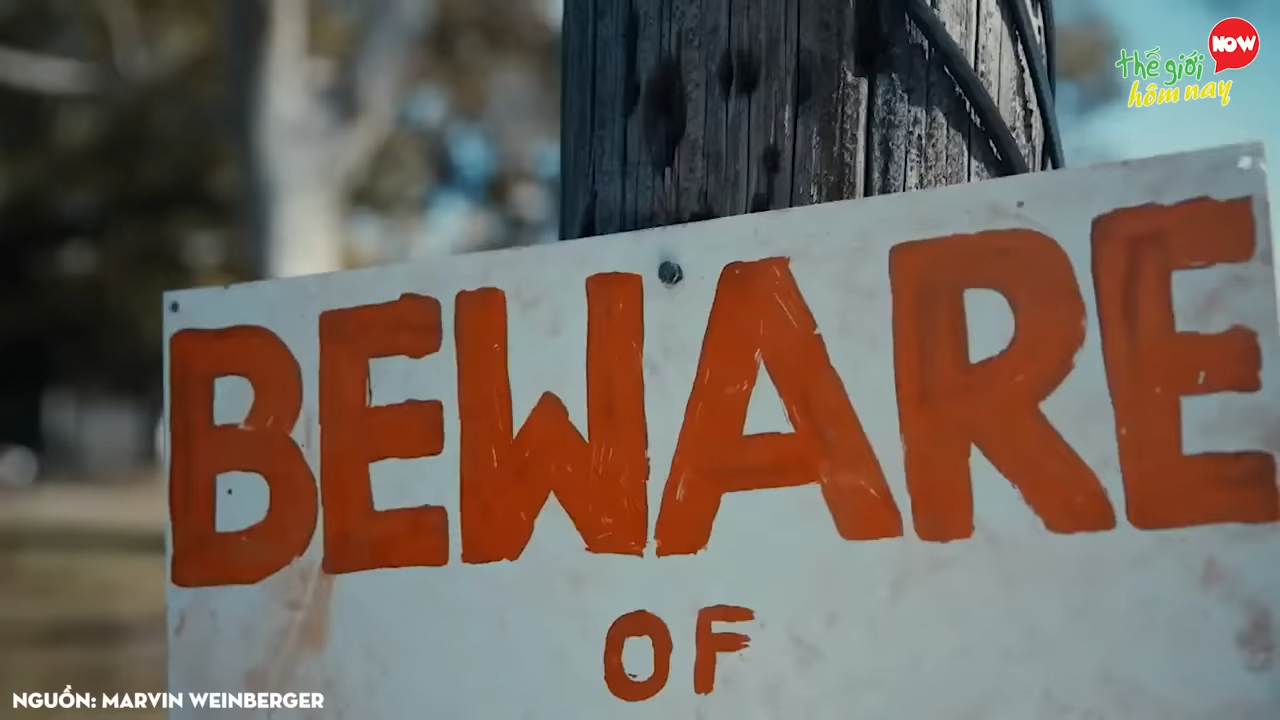 NOW
thế giới
hôm nay
BEWARE
OF
NGUỒN: MARVIN WEINBERGER